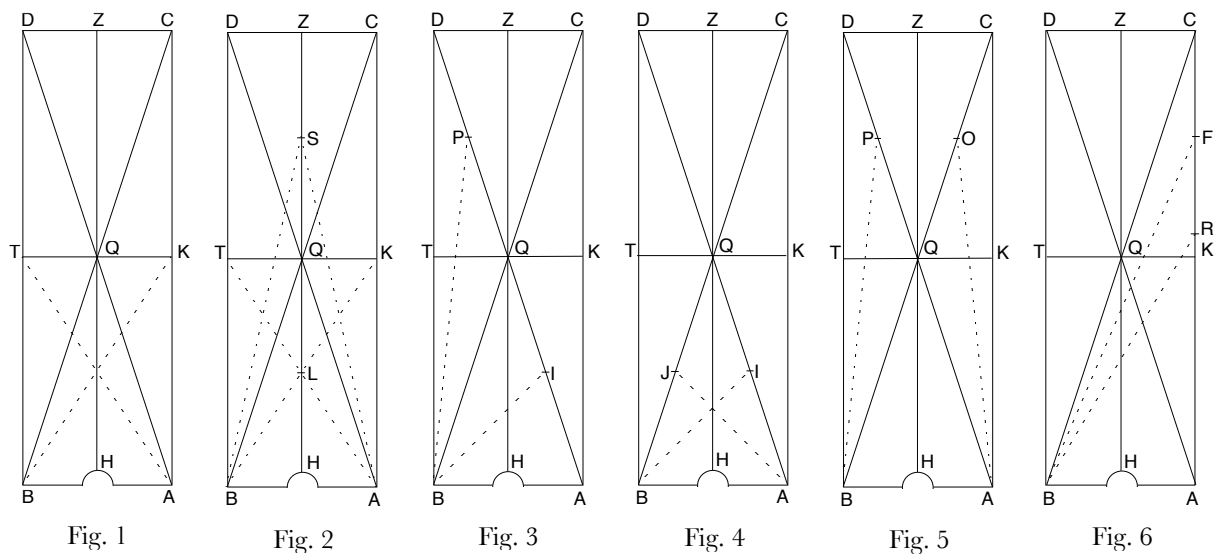 D Z C D Z C D Z C D Z C D Z C D Z C
S P P O F
R
T Q K T Q K T Q K T Q K T Q K T Q K
L I J I
H H H H H H
B A B A B A B A B A B A
Fig. 1 Fig. 2 Fig. 3 Fig. 4 Fig. 5 Fig. 6